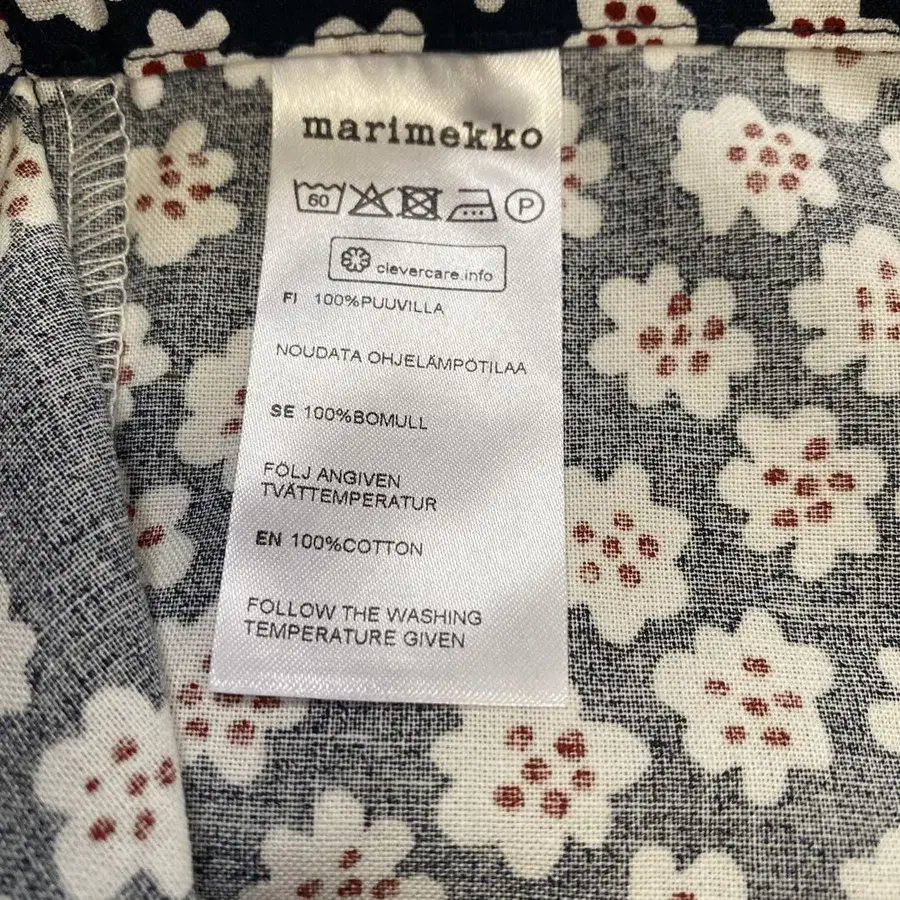 marimekko
60 P
clevercare.info
FI 100%PUUVILLA
NOUDATA OHJELÄMPÖTILAA
SE 100%BOMULL
FÖLJ ANGIVEN
TVÄTTEMPERATUR
EN 100%COTTON
FOLLOW THE WASHING
TEMPERATURE GIVEN